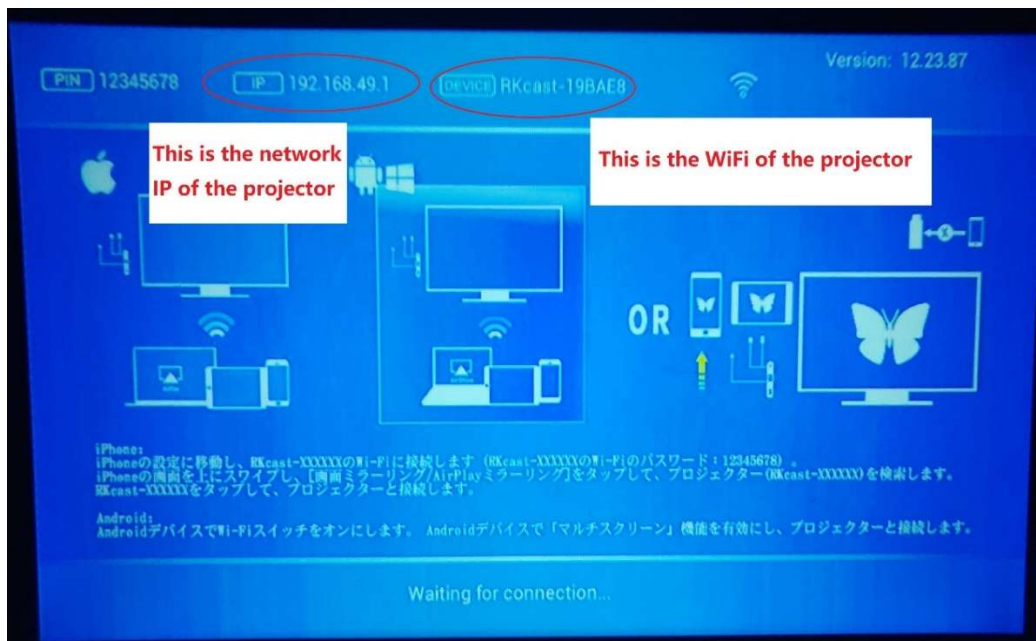 PIN 12345678
IP 192.168.49.1
DEVICE RKcast-19BAE8
Version: 12.23.87
This is the network
IP of the projector
This is the WiFi of the projector
OR
iPhone:
iPhoneの設定に移動し、RKcast-XXXXXXのWi-Fiに接続します (RKcast-XXXXXXのWi-Fiのパスワード：12345678) 。
iPhoneの画面を上にスワイプし、[画面ミラーリング/AirPlayミラーリング]をタップして、プロジェクター(RKcast-XXXXXX)を検索します。
RKcast-XXXXXXをタップして、プロジェクターと接続します。
Android:
AndroidデバイスでWi-Fiスイッチをオンにします。 Androidデバイスで「マルチスクリーン」機能を有効にし、プロジェクターと接続します。
Waiting for connection...